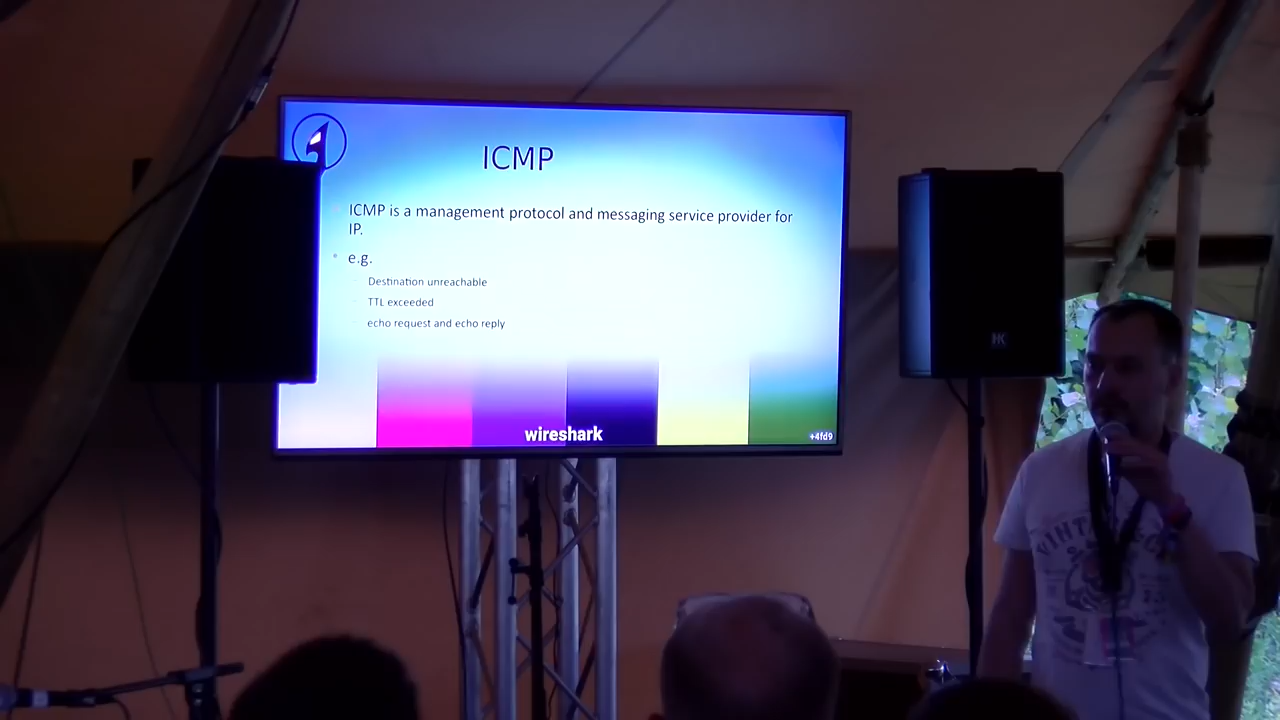 ICMP
ICMP is a management protocol and messaging service provider for
IP.
e.g.
Destination unreachable
TTL exceeded
echo request and echo reply
wireshark
+4fd9
HK